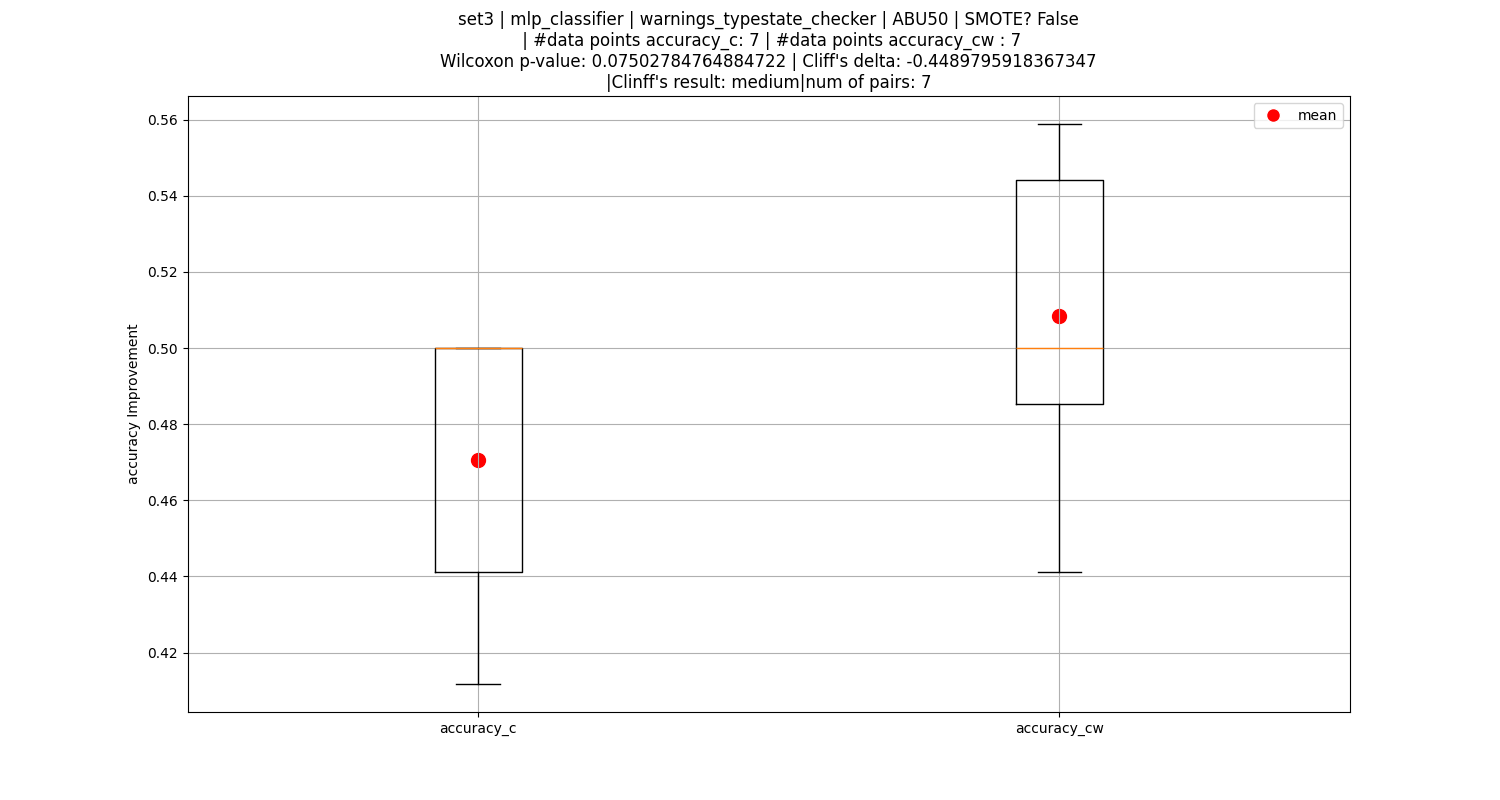 set3 | mlp_classifier | warnings_typestate_checker | ABU50 | SMOTE? False
| #data points accuracy_c: 7 | #data points accuracy_cw : 7
Wilcoxon p-value: 0.07502784764884722 | Cliff's delta: -0.4489795918367347
|Clinff's result: medium|num of pairs: 7
mean
0.56
0.54
0.52
0.50
0.48
0.46
0.44
0.42
accuracy Improvement
accuracy_c
accuracy_cw